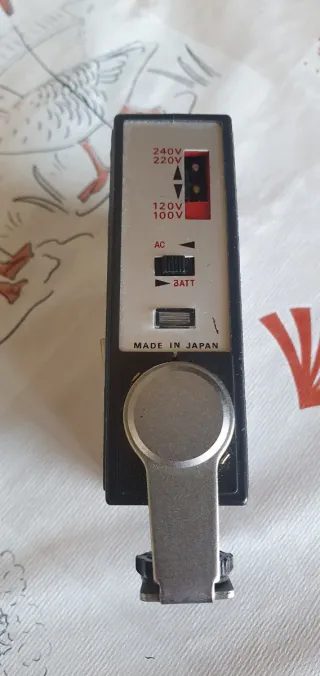 240V
220V
120V
100V
AC
BATT
MADE IN JAPAN